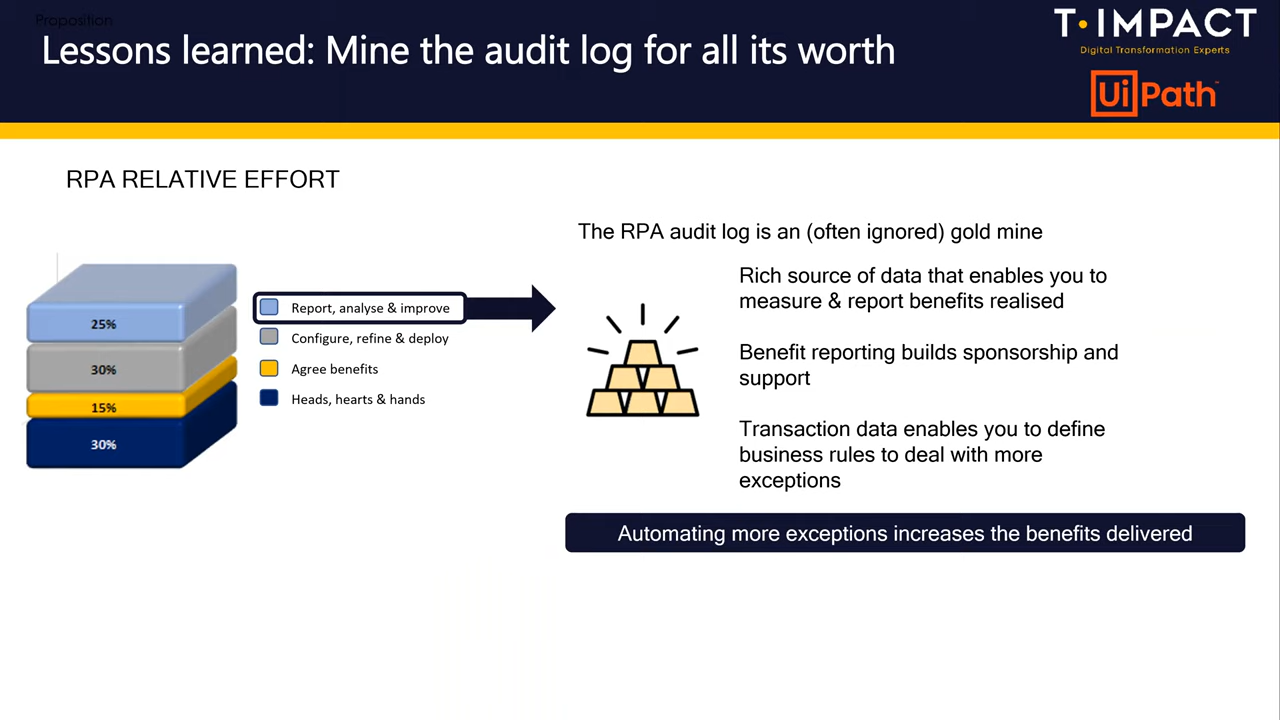 Proposition
Lessons learned: Mine the audit log for all its worth
T·IMPACT
Digital Transformation Experts
UiPath™
RPA RELATIVE EFFORT
25%
30%
15%
30%
Report, analyse & improve
Configure, refine & deploy
Agree benefits
Heads, hearts & hands
The RPA audit log is an (often ignored) gold mine
Rich source of data that enables you to
measure & report benefits realised
Benefit reporting builds sponsorship and
support
Transaction data enables you to define
business rules to deal with more
exceptions
Automating more exceptions increases the benefits delivered